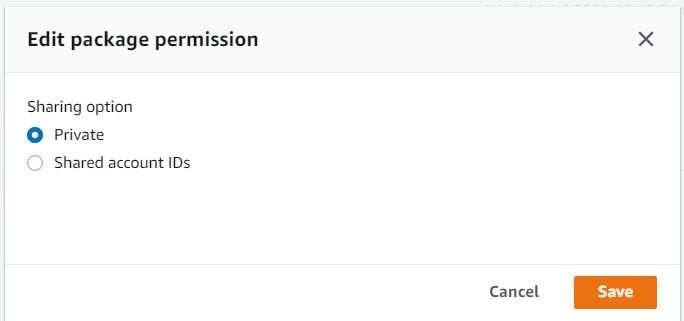 Edit package permission
Sharing option
Private
Shared account IDs
Cancel
Save